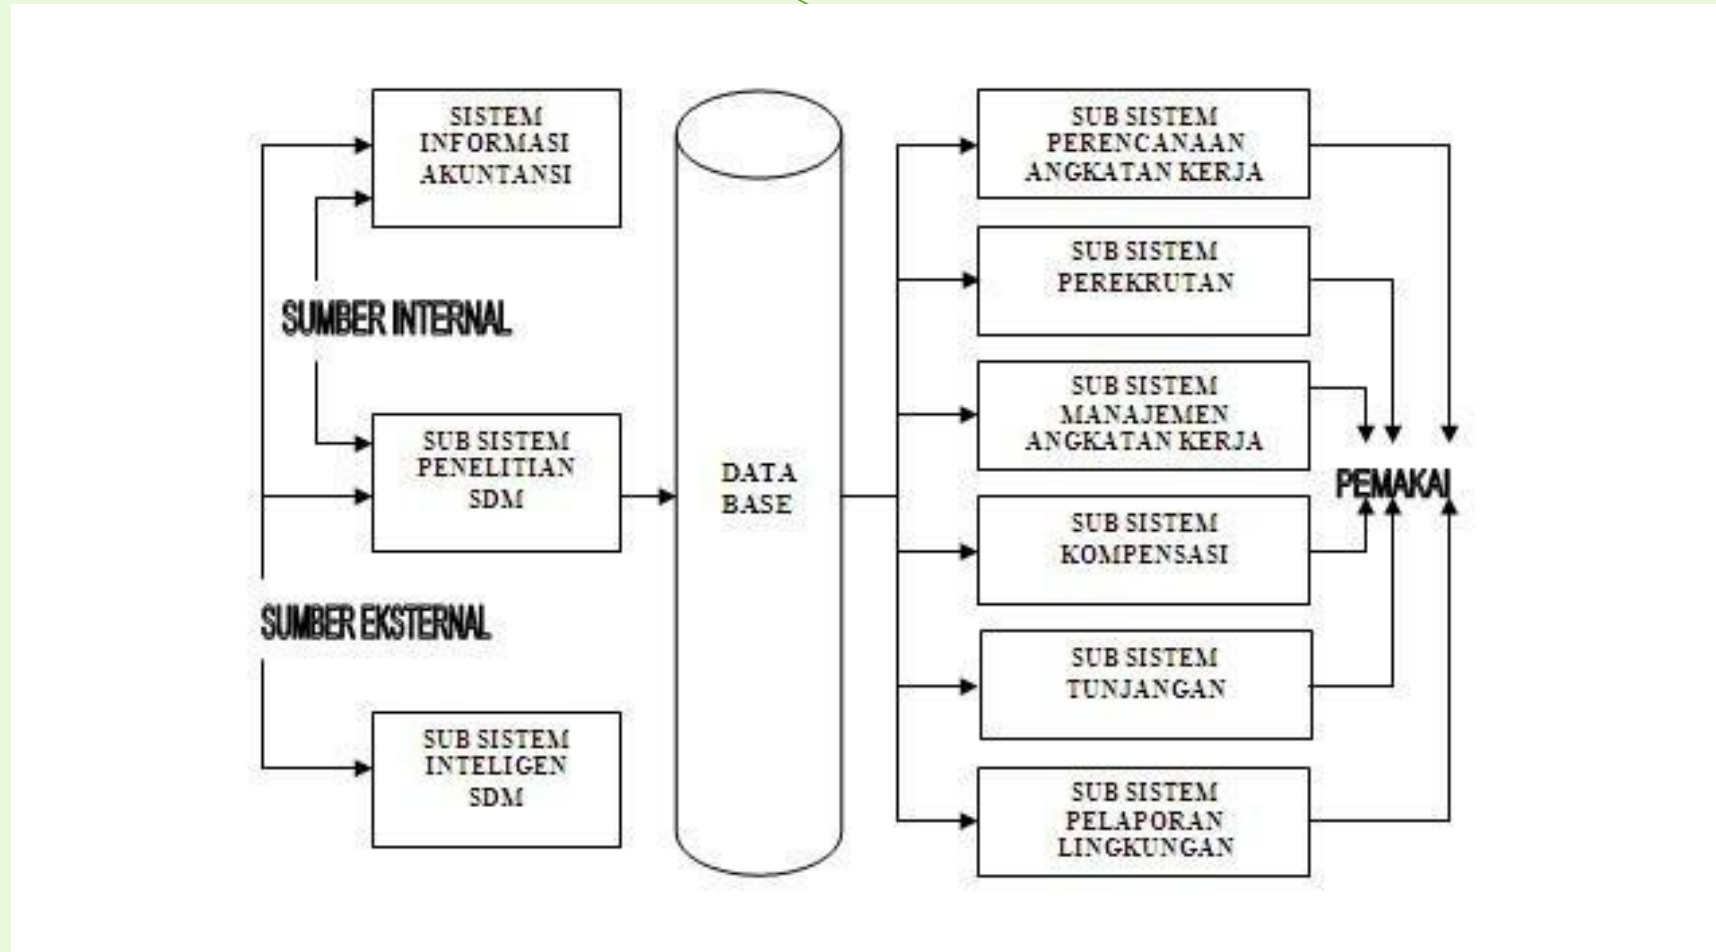 SISTEM
INFORMASI
AKUNTANSI
SUMBER INTERNAL
SUB SISTEM
PENELITIAN
SDM
SUMBER EKSTERNAL
SUB SISTEM
INTELIGEN
SDM
DATA
BASE
SUB SISTEM
PERENCANAAN
ANGKATAN KERJA
SUB SISTEM
PEREKRUTAN
SUB SISTEM
MANAJEMEN
ANGKATAN KERJA
SUB SISTEM
KOMPENSASI
SUB SISTEM
TUNJANGAN
SUB SISTEM
PELAPORAN
LINGKUNGAN
PEMAKAI